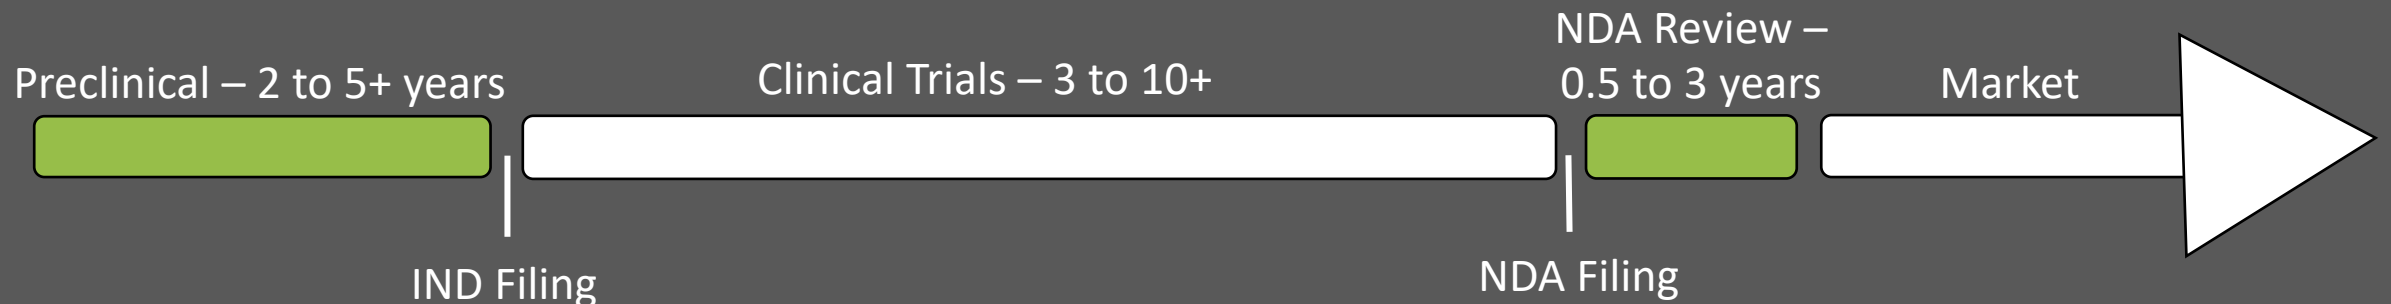 Preclinical – 2 to 5+ years
Clinical Trials – 3 to 10+
NDA Review –
0.5 to 3 years
Market
IND Filing
NDA Filing